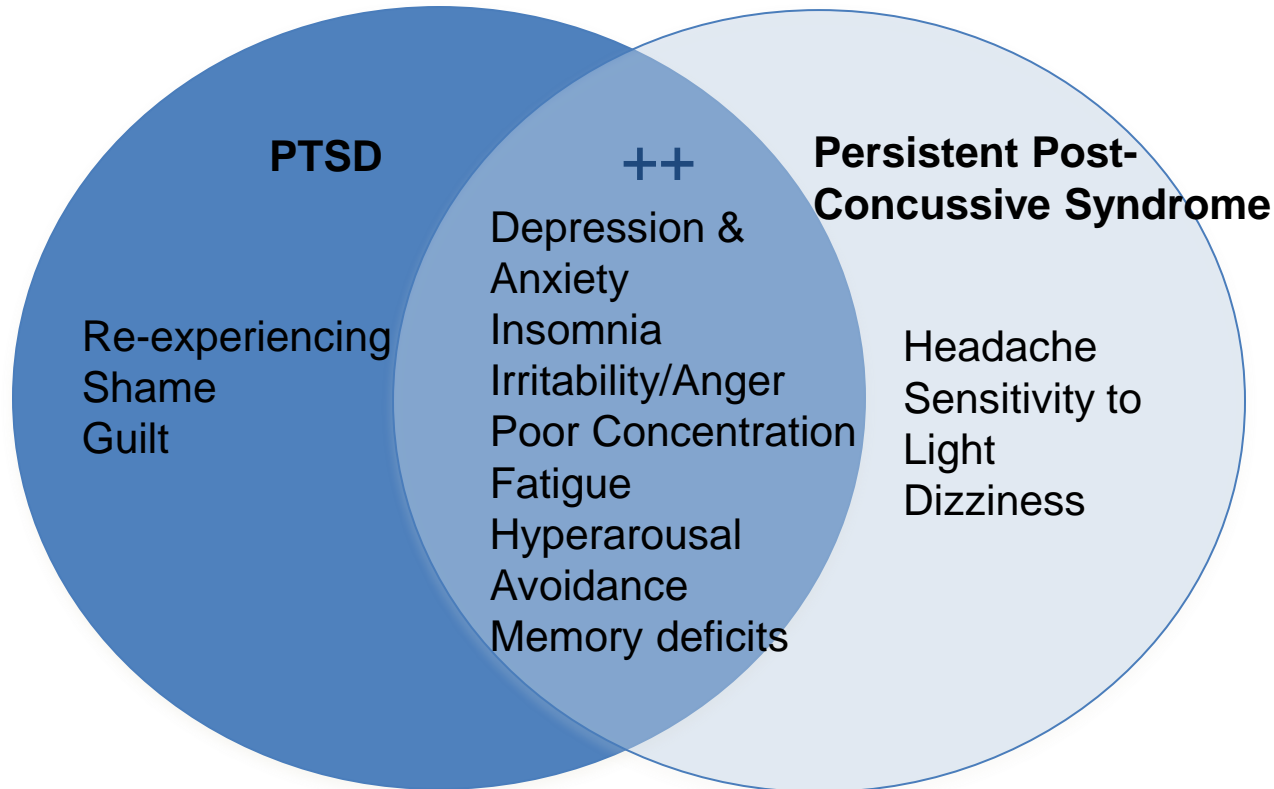 PTSD
Re-experiencing
Shame
Guilt
++
Depression &
Anxiety
Insomnia
Irritability/Anger
Poor Concentration
Fatigue
Hyperarousal
Avoidance
Memory deficits
Persistent Post-
Concussive Syndrome
Headache
Sensitivity to
Light
Dizziness